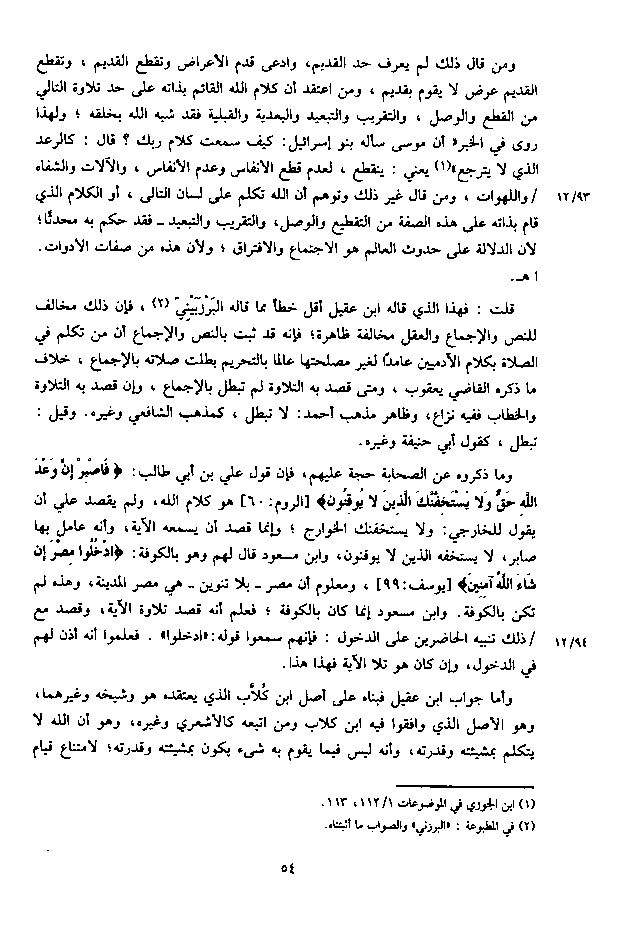 ومن قال ذلك لم يعرف حد القديم، وادعى قدم الأعراض وتقطع القديم ، وتقطع
القديم عرض لا يقوم بقديم ، ومن اعتقد أن كلام الله القائم بذاته على حد تلاوة التالي
من القطع والوصل ، والتقريب والتبعيد والبعدية والقبلية فقد شبه الله بخلقه ؛ ولهذا
روى في الخبر« أن موسى سأله بنو إسرائيل: كيف سمعت كلام ربك ؟ قال : كالرعد
الذي لا يترجع»(١) يعني : ينقطع ، لعدم قطع الأنفاس وعدم الأنفاس ، والآلات والشفاه
١٢/٩٣ /واللهوات ، ومن قال غير ذلك وتوهم أن الله تكلم على لسان التالى ، أو الكلام الذي
قام بذاته على هذه الصفة من التقطيع والوصل، والتقريب والتبعيد ــ فقد حكم به محدثًا؛
لأن الدلالة على حدوث العالم هو الاجتماع والافتراق ؛ ولأن هذه من صفات الأدوات.
ا هـ.
قلت : فهذا الذي قاله ابن عقيل أقل خطأ مما قاله البَرْزَبَيْنِيّ (٢) ، فإن ذلك مخالف
للنص والإجماع والعقل مخالفة ظاهرة؛ فإنه قد ثبت بالنص والإجماع أن من تكلم في
الصلاة بكلام الآدميين عامدًا لغير مصلحتها عالما بالتحريم بطلت صلاته بالإجماع ، خلاف
ما ذكره القاضي يعقوب ، ومتى قصد به التلاوة لم تبطل بالإجماع ، وإن قصد به التلاوة
والخطاب ففيه نزاع، وظاهر مذهب أحمد: لا تبطل ، كمذهب الشافعي وغيره. وقيل :
تبطل ، كقول أبي حنيفة وغيره.
وما ذكروه عن الصحابة حجة عليهم، فإن قول علي بن أبي طالب: ﴿ فَاصْبِرْ إِنَّ وَعْدَ
اللَّهِ حَقٌّ وَلَا يَسْتَخِفَّنَّكَ الَّذِينَ لا يُوقِنُون﴾ [الروم: ٦٠] هو كلام الله، ولم يقصد علي أن
يقول للخارجي: ولا يستخفنك الخوارج ؛ وإنما قصد أن يسمعه الآية، وأنه عامل بها
صابر، لا يستخفه الذين لا يوقنون، وابن مسعود قال لهم وهو بالكوفة: ﴿ادْخُلُوا مِصْرَ إِن
شَاءَ اللَّهُ آمِنِينَ﴾ [يوسف: ٩٩] ، ومعلوم أن مصر ــ بلا تنوين ــ هي مصر المدينة، وهذه لم
تكن بالكوفة. وابن مسعود إنما كان بالكوفة ؛ فعلم أنه قصد تلاوة الآية، وقصد مع
١٢/٩٤ /ذلك تنبيه الحاضرين على الدخول : فإنهم سمعوا قوله: «ادخلوا» . فعلموا أنه أذن لهم
في الدخول، وإن كان هو تلا الآية فهذا هذا.
وأما جواب ابن عقيل فبناه على أصل ابن كُلاَّب الذي يعتقده هو وشيخه وغيرهما،
وهو الأصل الذي وافقوا فيه ابن كلاب ومن اتبعه كالأشعري وغيره، وهو أن الله لا
يتكلم بمشيئته وقدرته، وأنه ليس فيما يقوم به شىء يكون بمشيئته وقدرته؛ لامتناع قيام
(١) ابن الجوزي في الموضوعات ١/ ١١٢، ١١٣.
(٢) في المطبوعة : «البرزني» والصواب ما أثبتناه.
٥٤